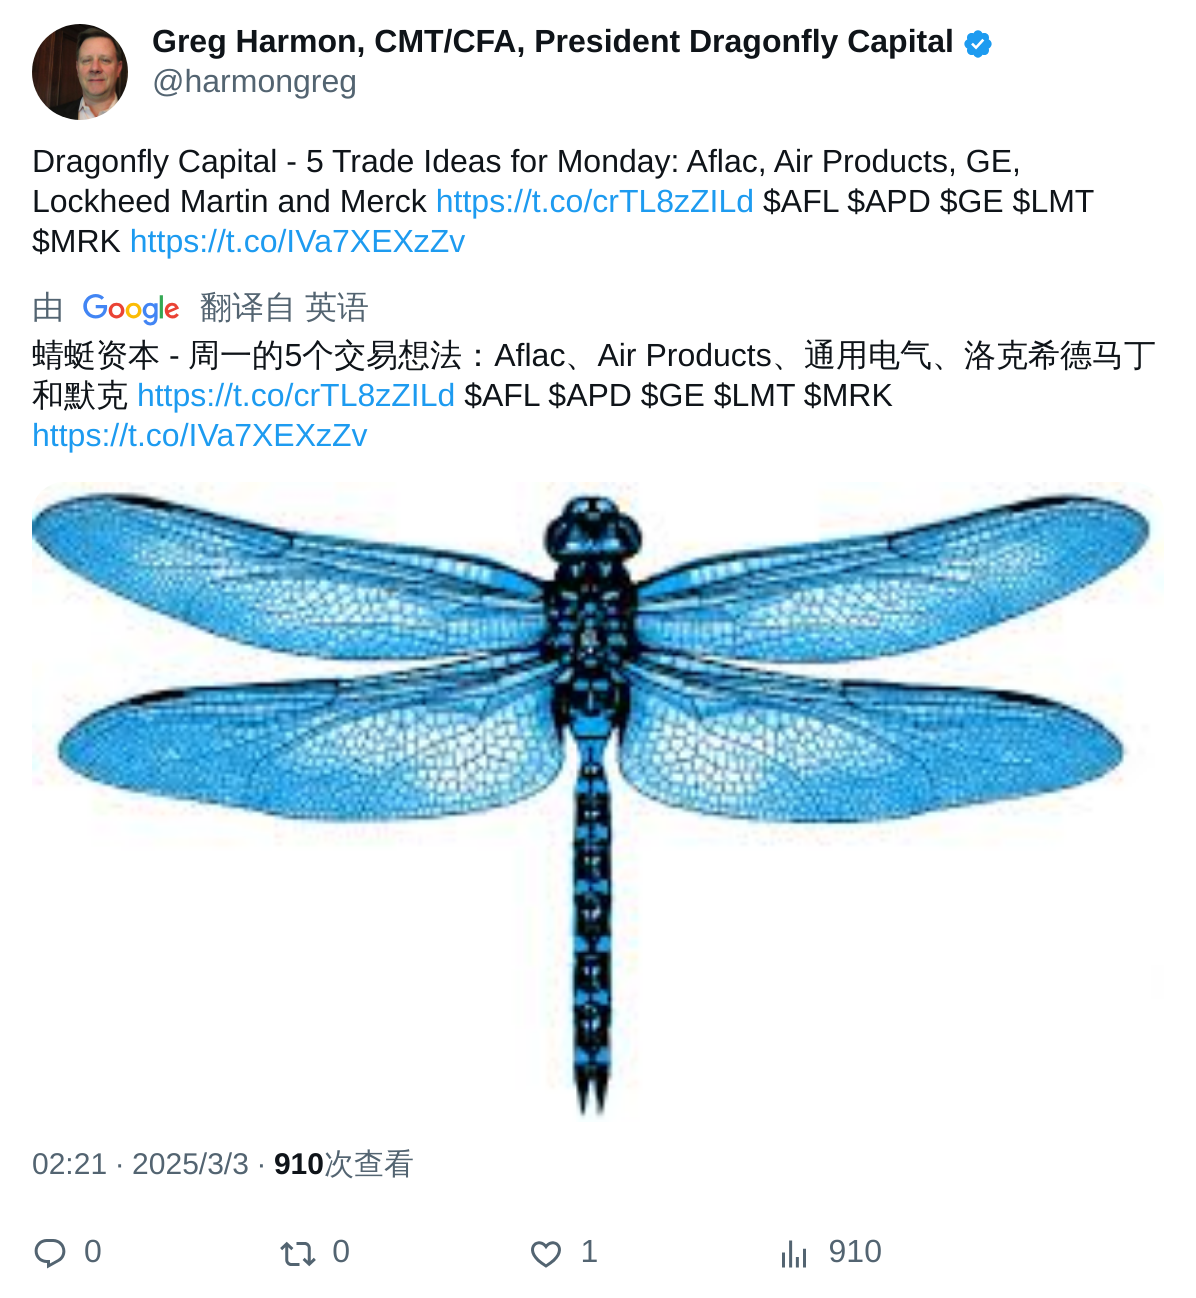 Greg Harmon, CMT/CFA, President Dragonfly Capital
@harmongreg
Dragonfly Capital - 5 Trade Ideas for Monday: Aflac, Air Products, GE,
Lockheed Martin and Merck https://t.co/crTL8zZILd $AFL $APD $GE $LMT
$MRK https://t.co/IVa7XEXzZv
由 Google 翻译自 英语
蜻蜓资本 - 周一的5个交易想法：Aflac、Air Products、通用电气、洛克希德马丁
和默克 https://t.co/crTL8zZILd $AFL $APD $GE $LMT $MRK
https://t.co/IVa7XEXzZv
02:21 · 2025/3/3 · 910次查看
0 0 1 910